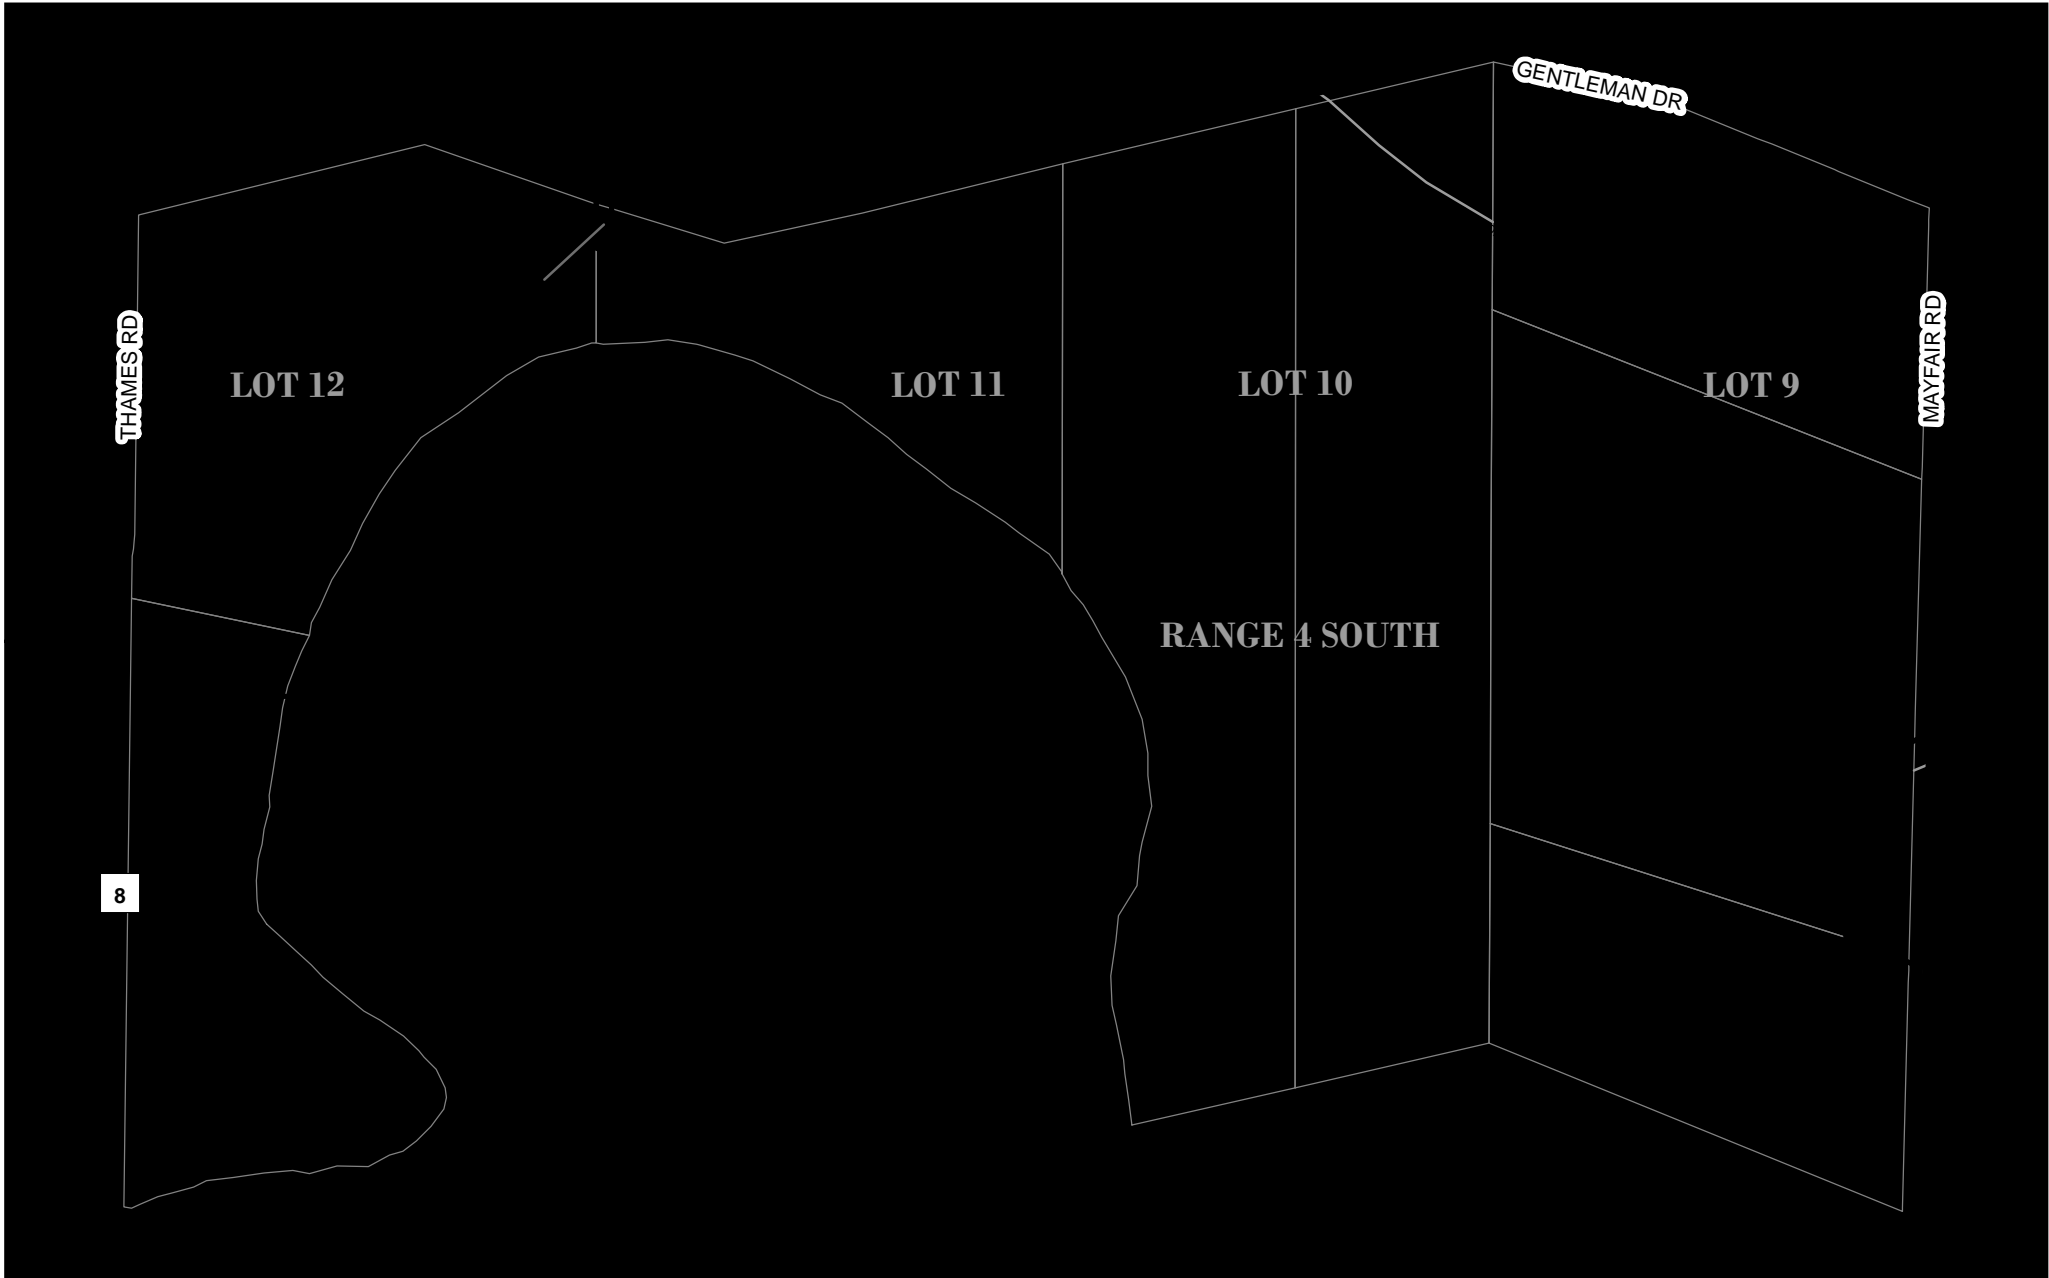 GENTLEMAN DR
THAMES RD
LOT 12
LOT 11
LOT 10
LOT 9
MAYFAIR RD
RANGE 4 SOUTH
8